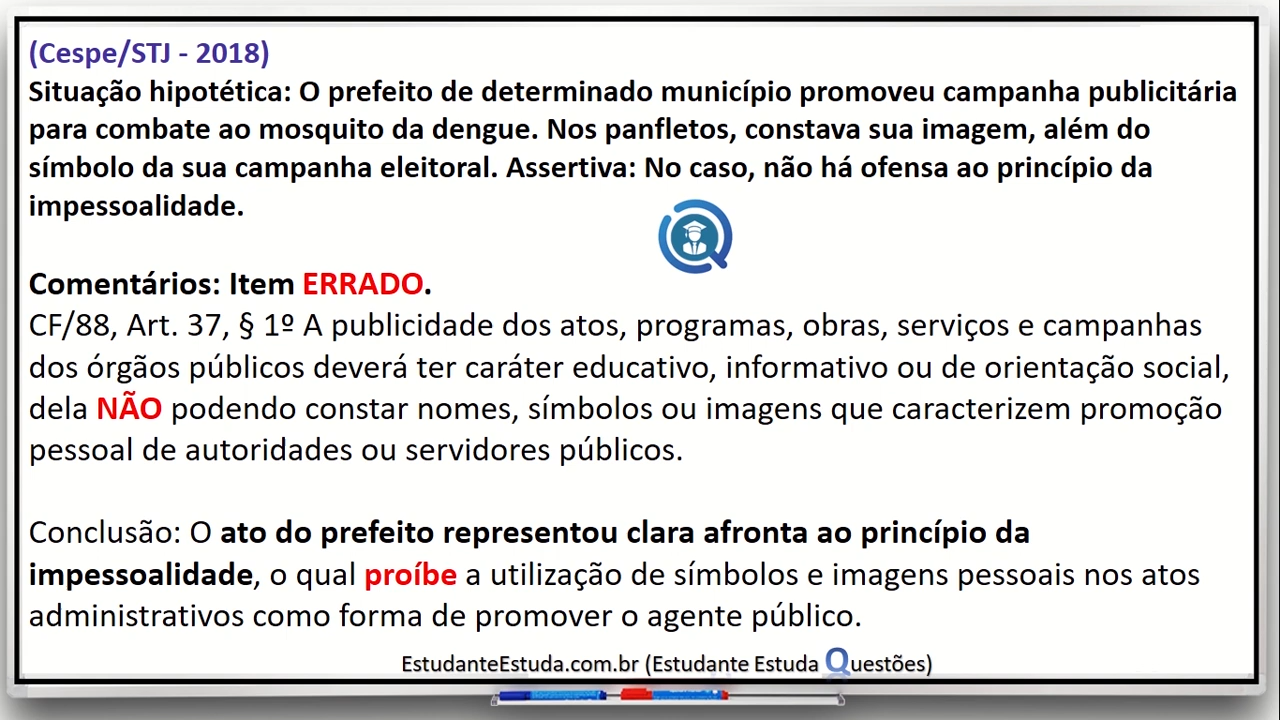 (Cespe/STJ - 2018)
Situação hipotética: O prefeito de determinado município promoveu campanha publicitária
para combate ao mosquito da dengue. Nos panfletos, constava sua imagem, além do
símbolo da sua campanha eleitoral. Assertiva: No caso, não há ofensa ao princípio da
impessoalidade.
Comentários: Item ERRADO.
CF/88, Art. 37, § 1º A publicidade dos atos, programas, obras, serviços e campanhas
dos órgãos públicos deverá ter caráter educativo, informativo ou de orientação social,
dela NÃO podendo constar nomes, símbolos ou imagens que caracterizem promoção
pessoal de autoridades ou servidores públicos.
Conclusão: O ato do prefeito representou clara afronta ao princípio da
impessoalidade, o qual proíbe a utilização de símbolos e imagens pessoais nos atos
administrativos como forma de promover o agente público.
EstudanteEstuda.com.br (Estudante Estuda Questões)